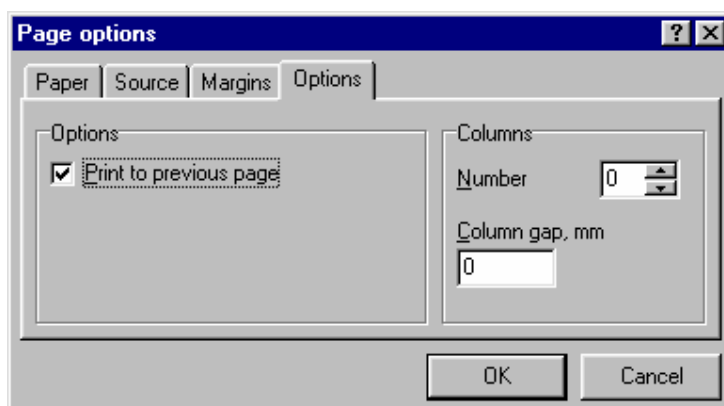 Page options
Paper Source Margins Options
Options
Print to previous page
Columns
Number 0
Column gap, mm
0
OK Cancel